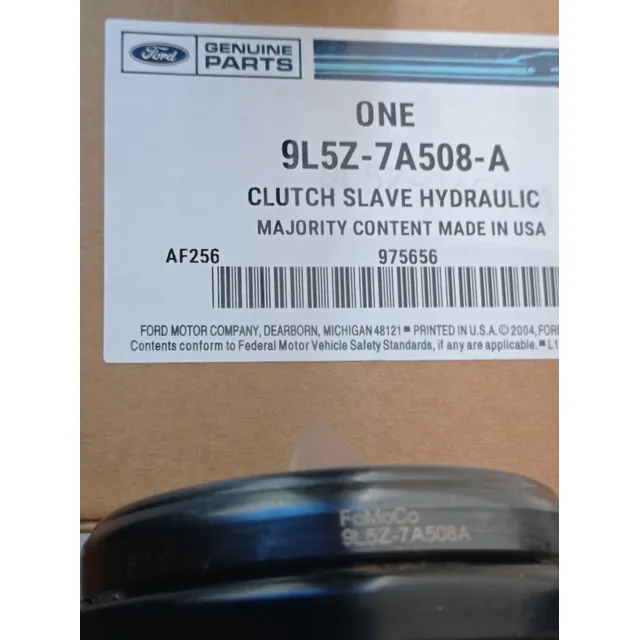 Ford
GENUINE
PARTS
ONE
9L5Z-7A508-A
CLUTCH SLAVE HYDRAULIC
MAJORITY CONTENT MADE IN USA
AF256 975656
FORD MOTOR COMPANY, DEARBORN, MICHIGAN 48121 ■ PRINTED IN U.S.A. © 2004, FORD
Contents conform to Federal Motor Vehicle Safety Standards, if any are applicable. ■ L1
FoMoCo
9L5Z-7A508A